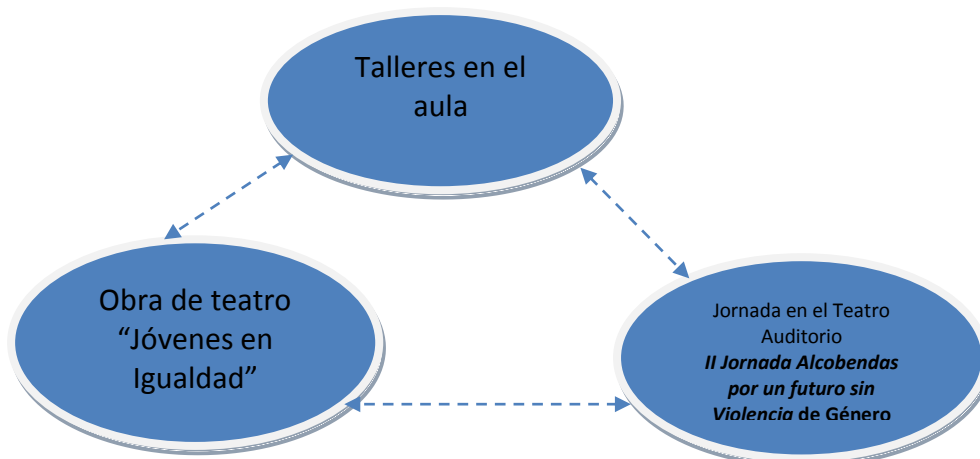 Talleres en el
aula
Obra de teatro
“Jóvenes en
Igualdad”
Jornada en el Teatro
Auditorio
II Jornada Alcobendas
por un futuro sin
Violencia de Género